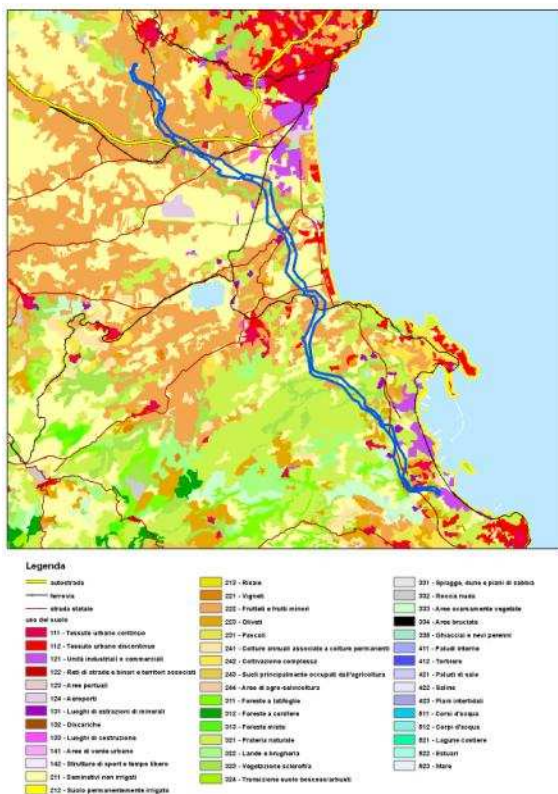 Legenda
autostrada
ferrovia
strada statale
uso del suolo
111 - Tessuto urbano continuo
112 - Tessuto urbano discontinuo
121 - Unità industriali e commerciali
122 - Reti di strade e binari e territori associati
123 - Aree portuali
124 - Aeroporti
131 - Luoghi di estrazioni di minerali
132 - Discariche
133 - Luoghi di costruzione
141 - Aree di verde urbano
142 - Strutture di sport e tempo libero
211 - Seminativi non irrigati
212 - Suolo permanentemente irrigato
213 - Risaie
221 - Vigneti
222 - Frutteti e frutti minori
223 - Oliveti
231 - Pascoli
241 - Colture annuali associate a colture permanenti
242 - Coltivazione complessa
243 - Suoli principalmente occupati dall'agricoltura
244 - Aree di agro-selvicoltura
311 - Foreste a latifoglie
312 - Foreste a conifere
313 - Foreste miste
321 - Praterie naturale
322 - Lande e brughiere
323 - Vegetazione sclerofila
324 - Transizione suolo boscoso/arbusti
331 - Spiagge, dune e piani di sabbia
332 - Roccia nuda
333 - Aree scarsamente vegetate
334 - Aree bruciate
335 - Ghiacciai e nevi perenni
411 - Paludi interne
412 - Torbiere
421 - Paludi di sale
422 - Saline
423 - Piani intertidali
511 - Corsi d'acqua
512 - Corpi d'acqua
521 - Lagune costiere
522 - Estuari
523 - Mare